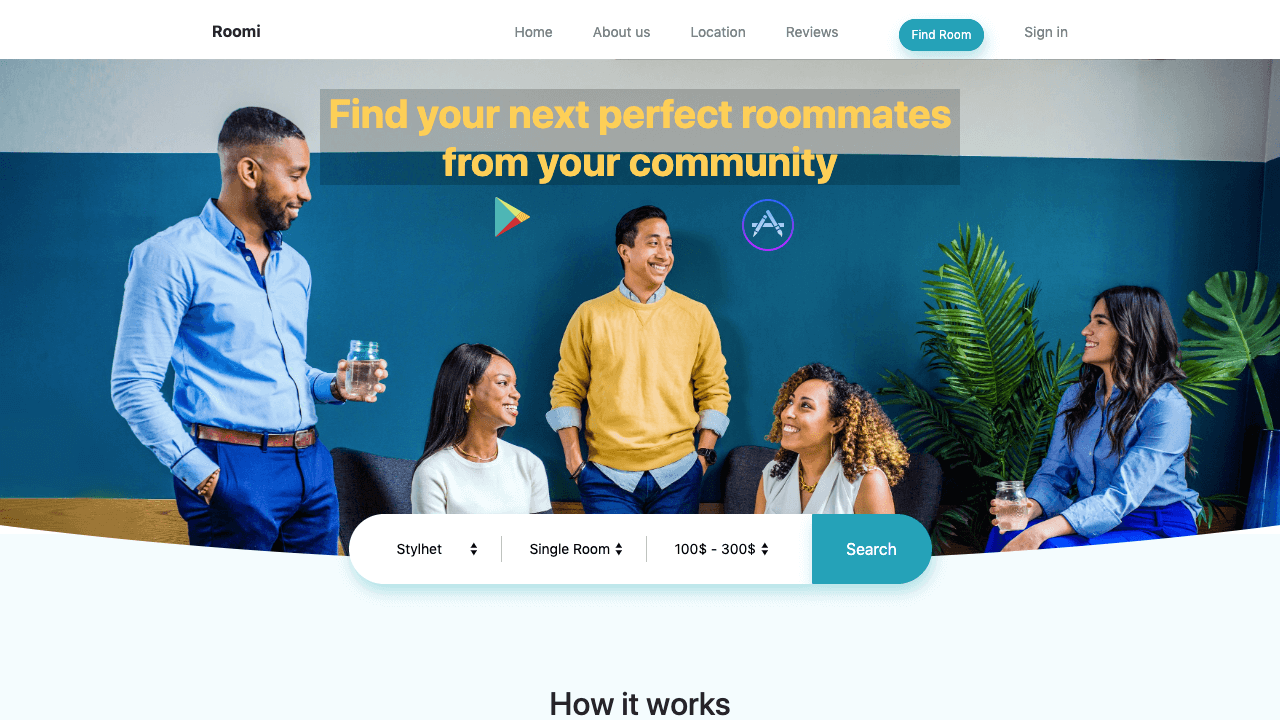 Roomi
Home
About us
Location
Reviews
Find Room
Sign in
Find your next perfect roommates
from your community
Stylhet
Single Room
100$ - 300$
Search
How it works